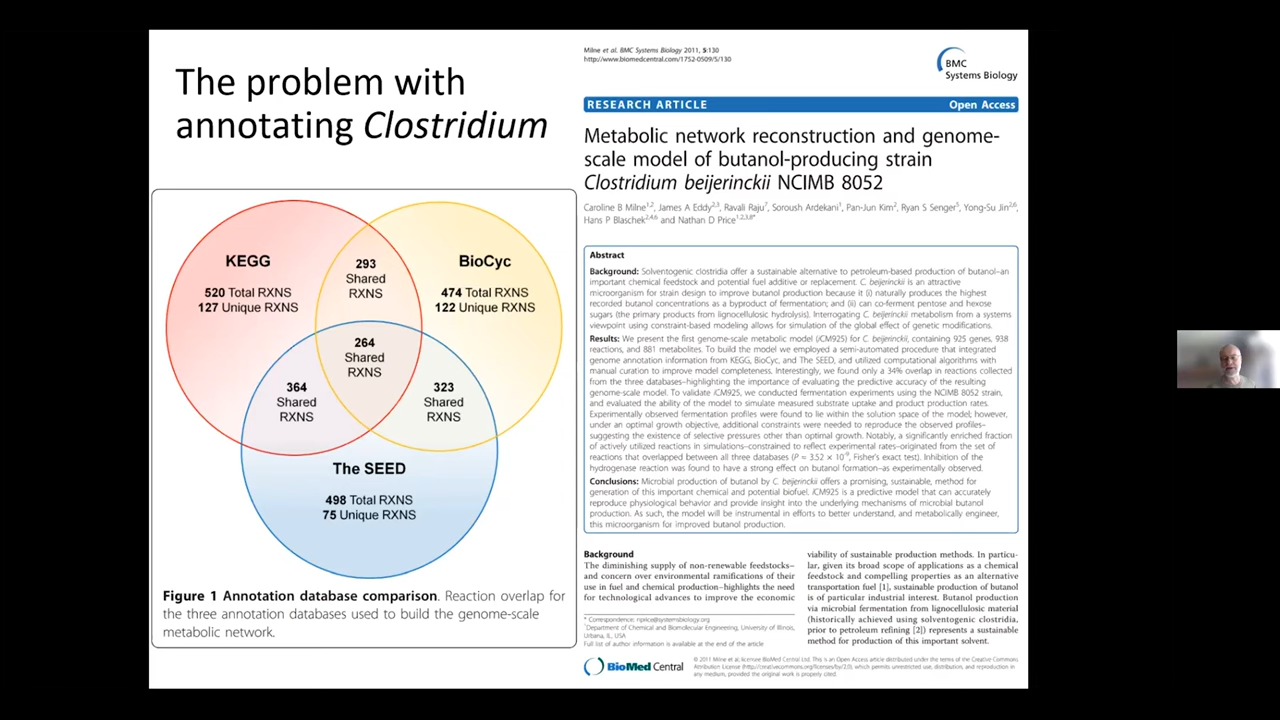 The problem with
annotating Clostridium
KEGG
520 Total RXNS
127 Unique RXNS
293
Shared
RXNS
BioCyc
474 Total RXNS
122 Unique RXNS
264
Shared
RXNS
364
Shared
RXNS
323
Shared
RXNS
The SEED
498 Total RXNS
75 Unique RXNS
Figure 1 Annotation database comparison. Reaction overlap for
the three annotation databases used to build the genome-scale
metabolic network.
Milne et al. BMC Systems Biology 2011, 5:130
http://www.biomedcentral.com/1752-0509/5/130
BMC
Systems Biology
RESEARCH ARTICLE
Open Access
Metabolic network reconstruction and genome-
scale model of butanol-producing strain
Clostridium beijerinckii NCIMB 8052
Caroline B Milne1,2, James A Eddy2,3, Ravali Raju7, Soroush Ardekani1, Pan-Jun Kim2, Ryan S Senger5, Yong-Su Jin2,6,
Hans P Blaschek2,4,6 and Nathan D Price1,2,3,8*
Abstract
Background: Solventogenic clostridia offer a sustainable alternative to petroleum-based production of butanol–an
important chemical feedstock and potential fuel additive or replacement. C. beijerinckii is an attractive
microorganism for strain design to improve butanol production because it (i) naturally produces the highest
recorded butanol concentrations as a byproduct of fermentation; and (ii) can co-ferment pentose and hexose
sugars (the primary products from lignocellulosic hydrolysis). Interrogating C. beijerinckii metabolism from a systems
viewpoint using constraint-based modeling allows for simulation of the global effect of genetic modifications.
Results: We present the first genome-scale metabolic model (iCM925) for C. beijerinckii, containing 925 genes, 938
reactions, and 881 metabolites. To build the model we employed a semi-automated procedure that integrated
genome annotation information from KEGG, BioCyc, and The SEED, and utilized computational algorithms with
manual curation to improve model completeness. Interestingly, we found only a 34% overlap in reactions collected
from the three databases–highlighting the importance of evaluating the predictive accuracy of the resulting
genome-scale model. To validate iCM925, we conducted fermentation experiments using the NCIMB 8052 strain,
and evaluated the ability of the model to simulate measured substrate uptake and product production rates.
Experimentally observed fermentation profiles were found to lie within the solution space of the model; however,
under an optimal growth objective, additional constraints were needed to reproduce the observed profiles–
suggesting the existence of selective pressures other than optimal growth. Notably, a significantly enriched fraction
of actively utilized reactions in simulations–constrained to reflect experimental rates–originated from the set of
reactions that overlapped between all three databases (P = 3.52 × 10-9, Fisher's exact test). Inhibition of the
hydrogenase reaction was found to have a strong effect on butanol formation–as experimentally observed.
Conclusions: Microbial production of butanol by C. beijerinckii offers a promising, sustainable, method for
generation of this important chemical and potential biofuel. iCM925 is a predictive model that can accurately
reproduce physiological behavior and provide insight into the underlying mechanisms of microbial butanol
production. As such, the model will be instrumental in efforts to better understand, and metabolically engineer,
this microorganism for improved butanol production.
Background
The diminishing supply of non-renewable feedstocks–
and concern over environmental ramifications of their
use in fuel and chemical production–highlights the need
for technological advances to improve the economic
* Correspondence: nprice@systemsbiology.org
1Department of Chemical and Biomolecular Engineering, University of Illinois,
Urbana, IL, USA
Full list of author information is available at the end of the article
viability of sustainable production methods. In particu-
lar, given its broad scope of applications as a chemical
feedstock and compelling properties as an alternative
transportation fuel [1], sustainable production of butanol
is of particular industrial interest. Butanol production
via microbial fermentation from lignocellulosic material
(historically achieved using solventogenic clostridia,
prior to petroleum refining [2]) represents a sustainable
method for production of this important solvent.
BioMed Central
© 2011 Milne et al; licensee BioMed Central Ltd. This is an Open Access article distributed under the terms of the Creative Commons
Attribution License (http://creativecommons.org/licenses/by/2.0), which permits unrestricted use, distribution, and reproduction in
any medium, provided the original work is properly cited.